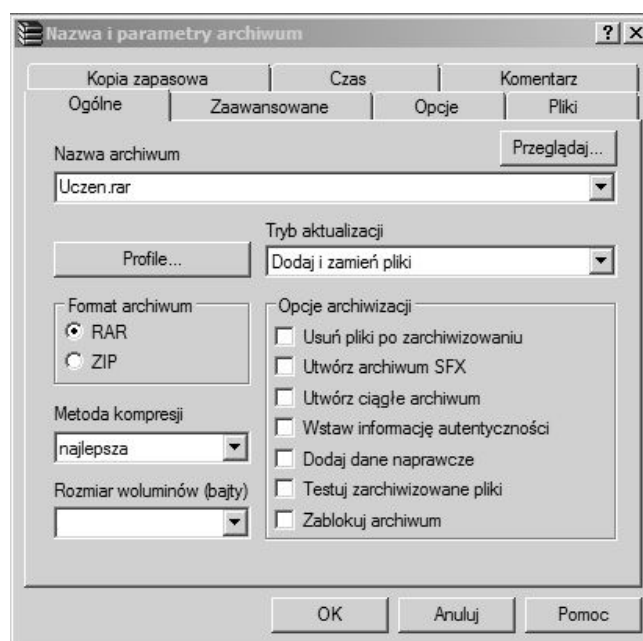 Nazwa i parametry archiwum
Kopia zapasowa Czas Komentarz
Ogólne Zaawansowane Opcje Pliki
Nazwa archiwum Przeglądaj...
Uczen.rar
Tryb aktualizacji
Profile... Dodaj i zamień pliki
Format archiwum
RAR
ZIP
Metoda kompresji
najlepsza
Rozmiar woluminów (bajty)
Opcje archiwizacji
Usuń pliki po zarchiwizowaniu
Utwórz archiwum SFX
Utwórz ciągłe archiwum
Wstaw informację autentyczności
Dodaj dane naprawcze
Testuj zarchiwizowane pliki
Zablokuj archiwum
OK Anuluj Pomoc